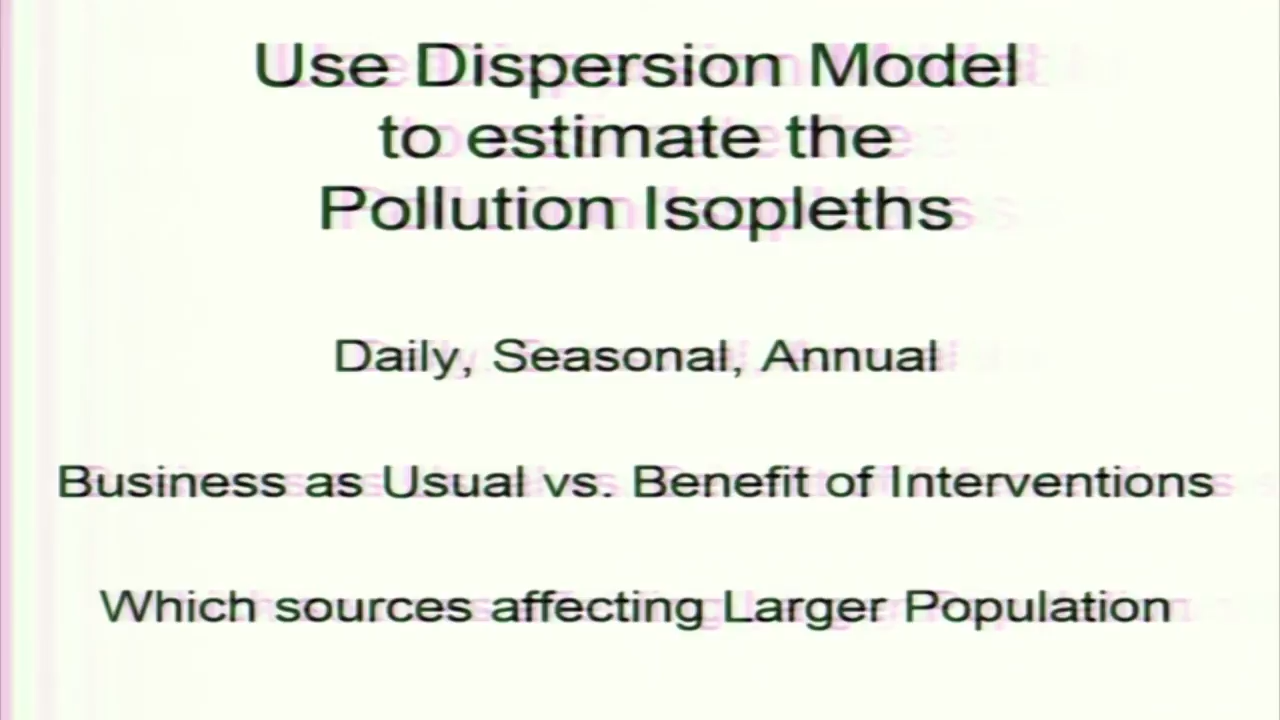 Use Dispersion Model
to estimate the
Pollution Isopleths
Daily, Seasonal, Annual
Business as Usual vs. Benefit of Interventions
Which sources affecting Larger Population